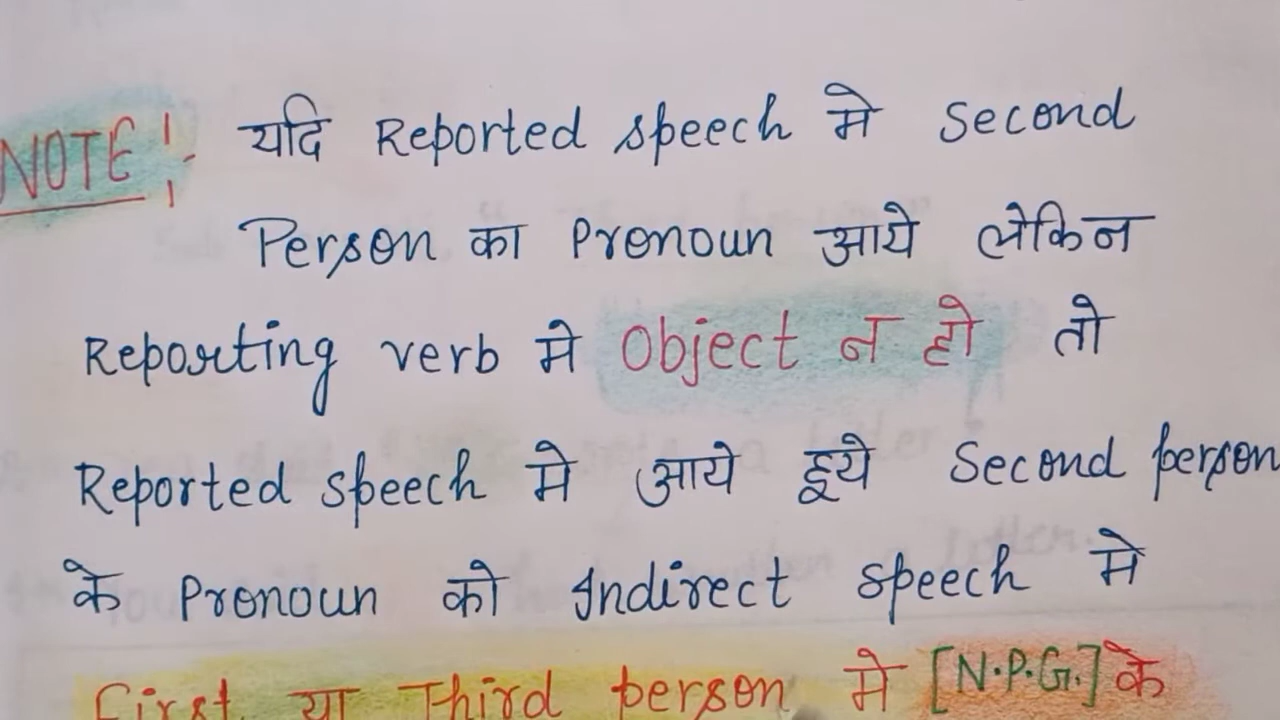 NOTE:- यदि Reported speech मे Second
Person का Pronoun आये लेकिन
Reporting verb मे Object न हो तो
Reported speech मे आये हूये Second person
के Pronoun को Indirect speech मे
First या Third person मे [N.P.G.] के